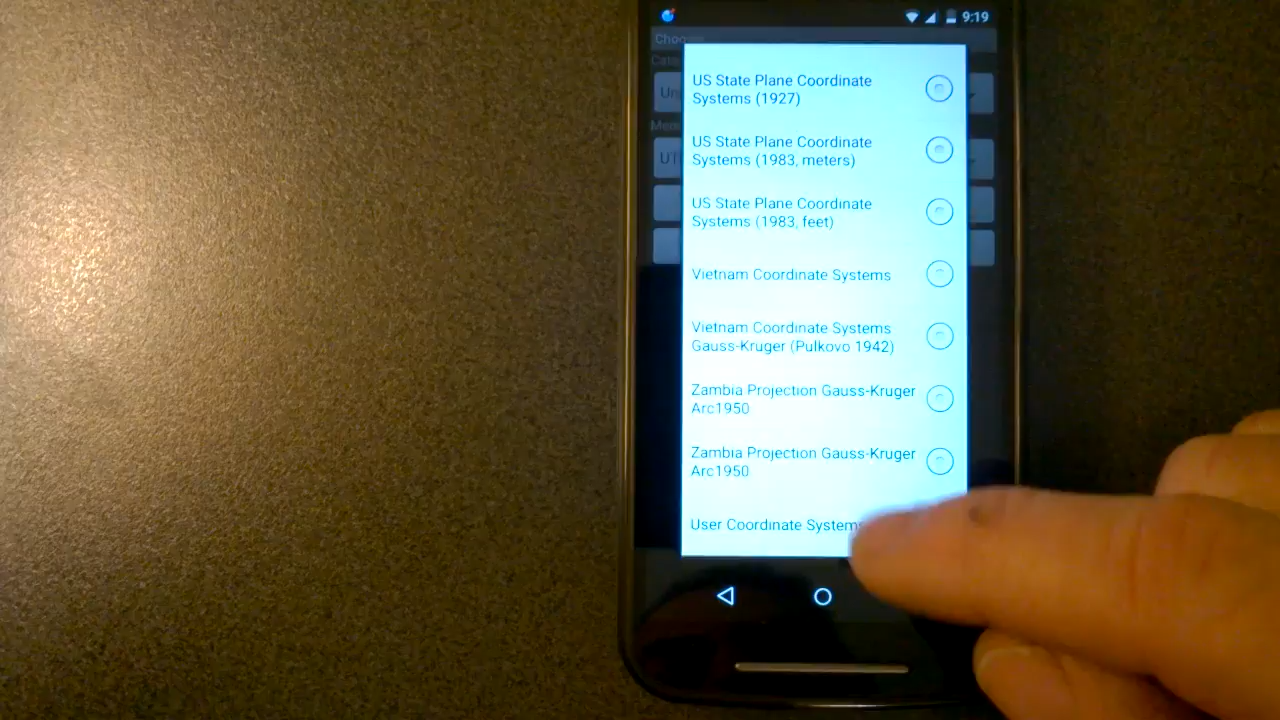 9:19
US State Plane Coordinate
Systems (1927)
US State Plane Coordinate
Systems (1983, meters)
US State Plane Coordinate
Systems (1983, feet)
Vietnam Coordinate Systems
Vietnam Coordinate Systems
Gauss-Kruger (Pulkovo 1942)
Zambia Projection Gauss-Kruger
Arc1950
Zambia Projection Gauss-Kruger
Arc1950
User Coordinate Systems